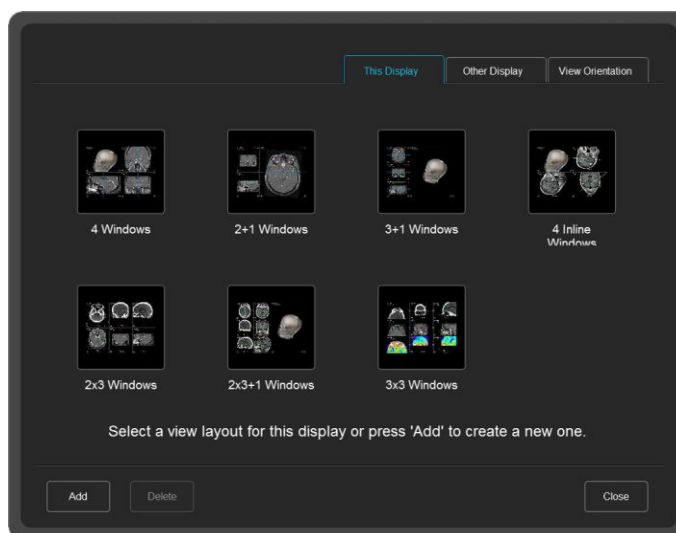 This Display
Other Display
View Orientation
4 Windows
2+1 Windows
3+1 Windows
4 Inline
Windows
2x3 Windows
2x3+1 Windows
3x3 Windows
Select a view layout for this display or press 'Add' to create a new one.
Add
Delete
Close